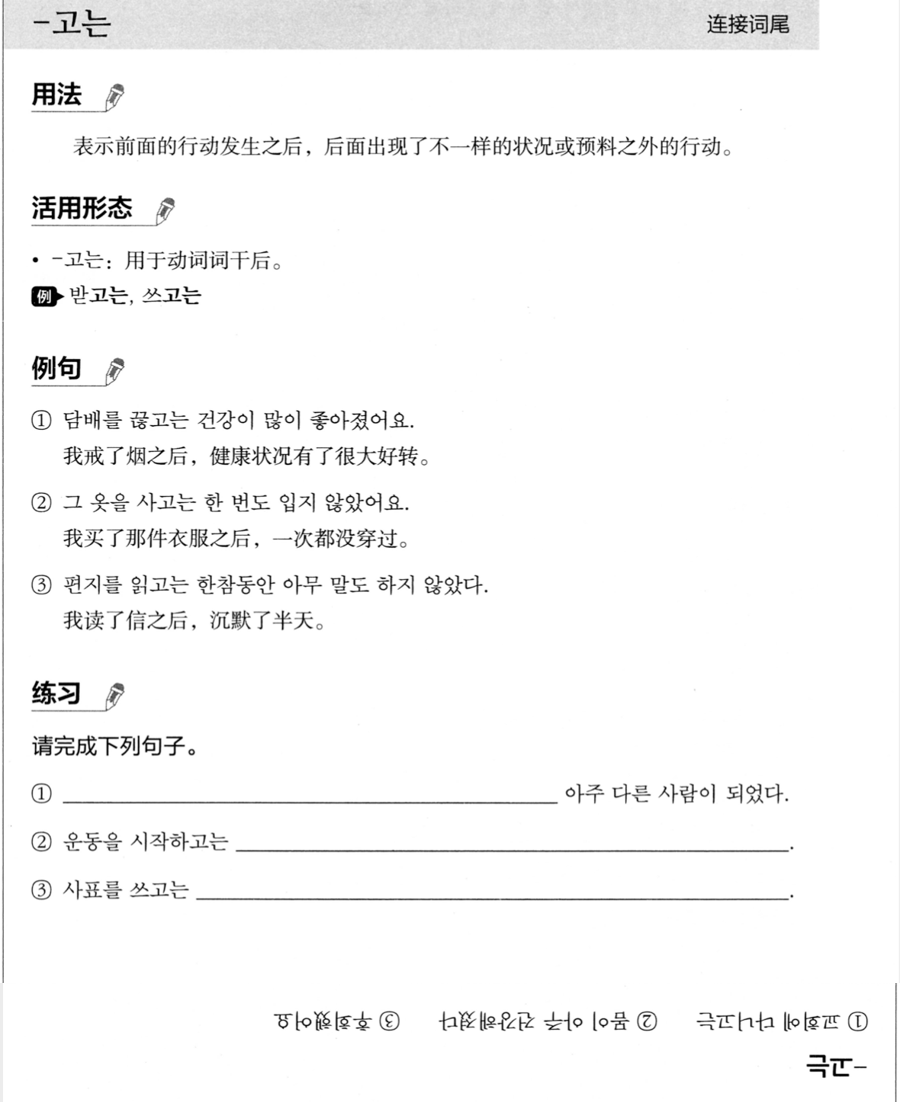 -고는 连接词尾
用法
表示前面的行动发生之后，后面出现了不一样的状况或预料之外的行动。
活用形态
• -고는：用于动词词干后。
例 받고는, 쓰고는
例句
① 담배를 끊고는 건강이 많이 좋아졌어요.
我戒了烟之后，健康状况有了很大好转。
② 그 옷을 사고는 한 번도 입지 않았어요.
我买了那件衣服之后，一次都没穿过。
③ 편지를 읽고는 한참동안 아무 말도 하지 않았다.
我读了信之后，沉默了半天。
练习
请完成下列句子。
① ______ 아주 다른 사람이 되었다.
② 운동을 시작하고는 ______.
③ 사표를 쓰고는 ______.
-고는
① 교회에 다니고는 ② 몸이 아주 건강해졌다 ③ 후회했어요